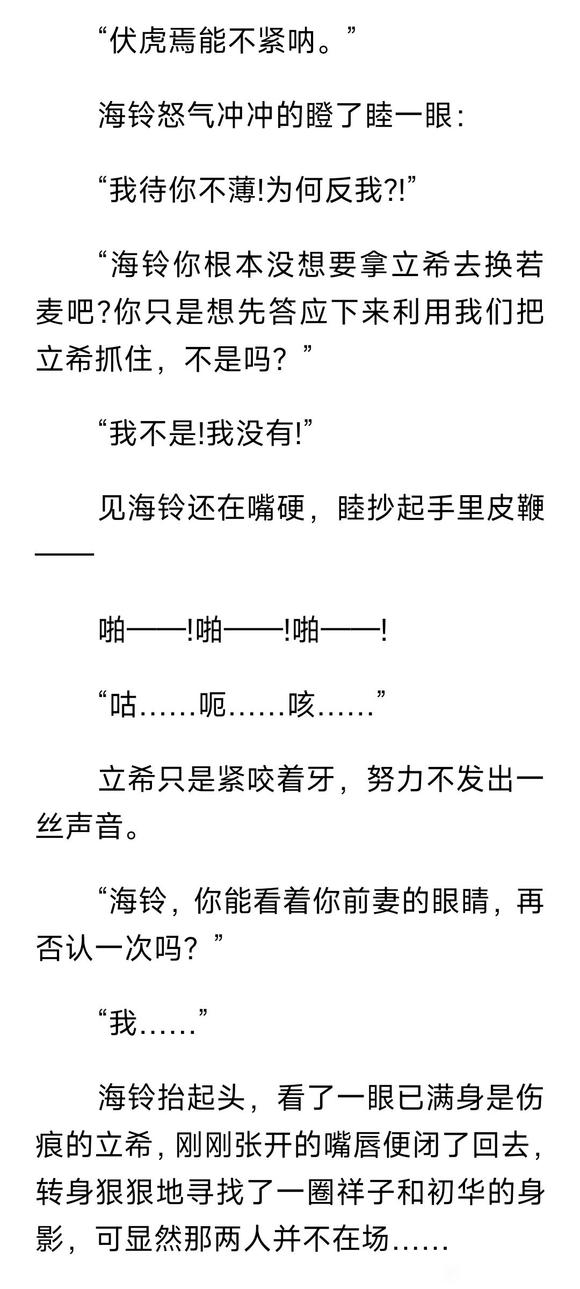 “伏虎焉能不紧呐。”
海铃怒气冲冲的瞪了睦一眼：
“我待你不薄!为何反我?!”
“海铃你根本没想要拿立希去换若
麦吧?你只是想先答应下来利用我们把
立希抓住，不是吗？”
“我不是!我没有!”
见海铃还在嘴硬，睦抄起手里皮鞭
——
啪——!啪——!啪——!
“咕……呃……咳……”
立希只是紧咬着牙，努力不发出一
丝声音。
“海铃，你能看着你前妻的眼睛，再
否认一次吗？”
“我……”
海铃抬起头，看了一眼已满身是伤
痕的立希，刚刚张开的嘴唇便闭了回去，
转身狠狠地寻找了一圈祥子和初华的身
影，可显然那两人并不在场……